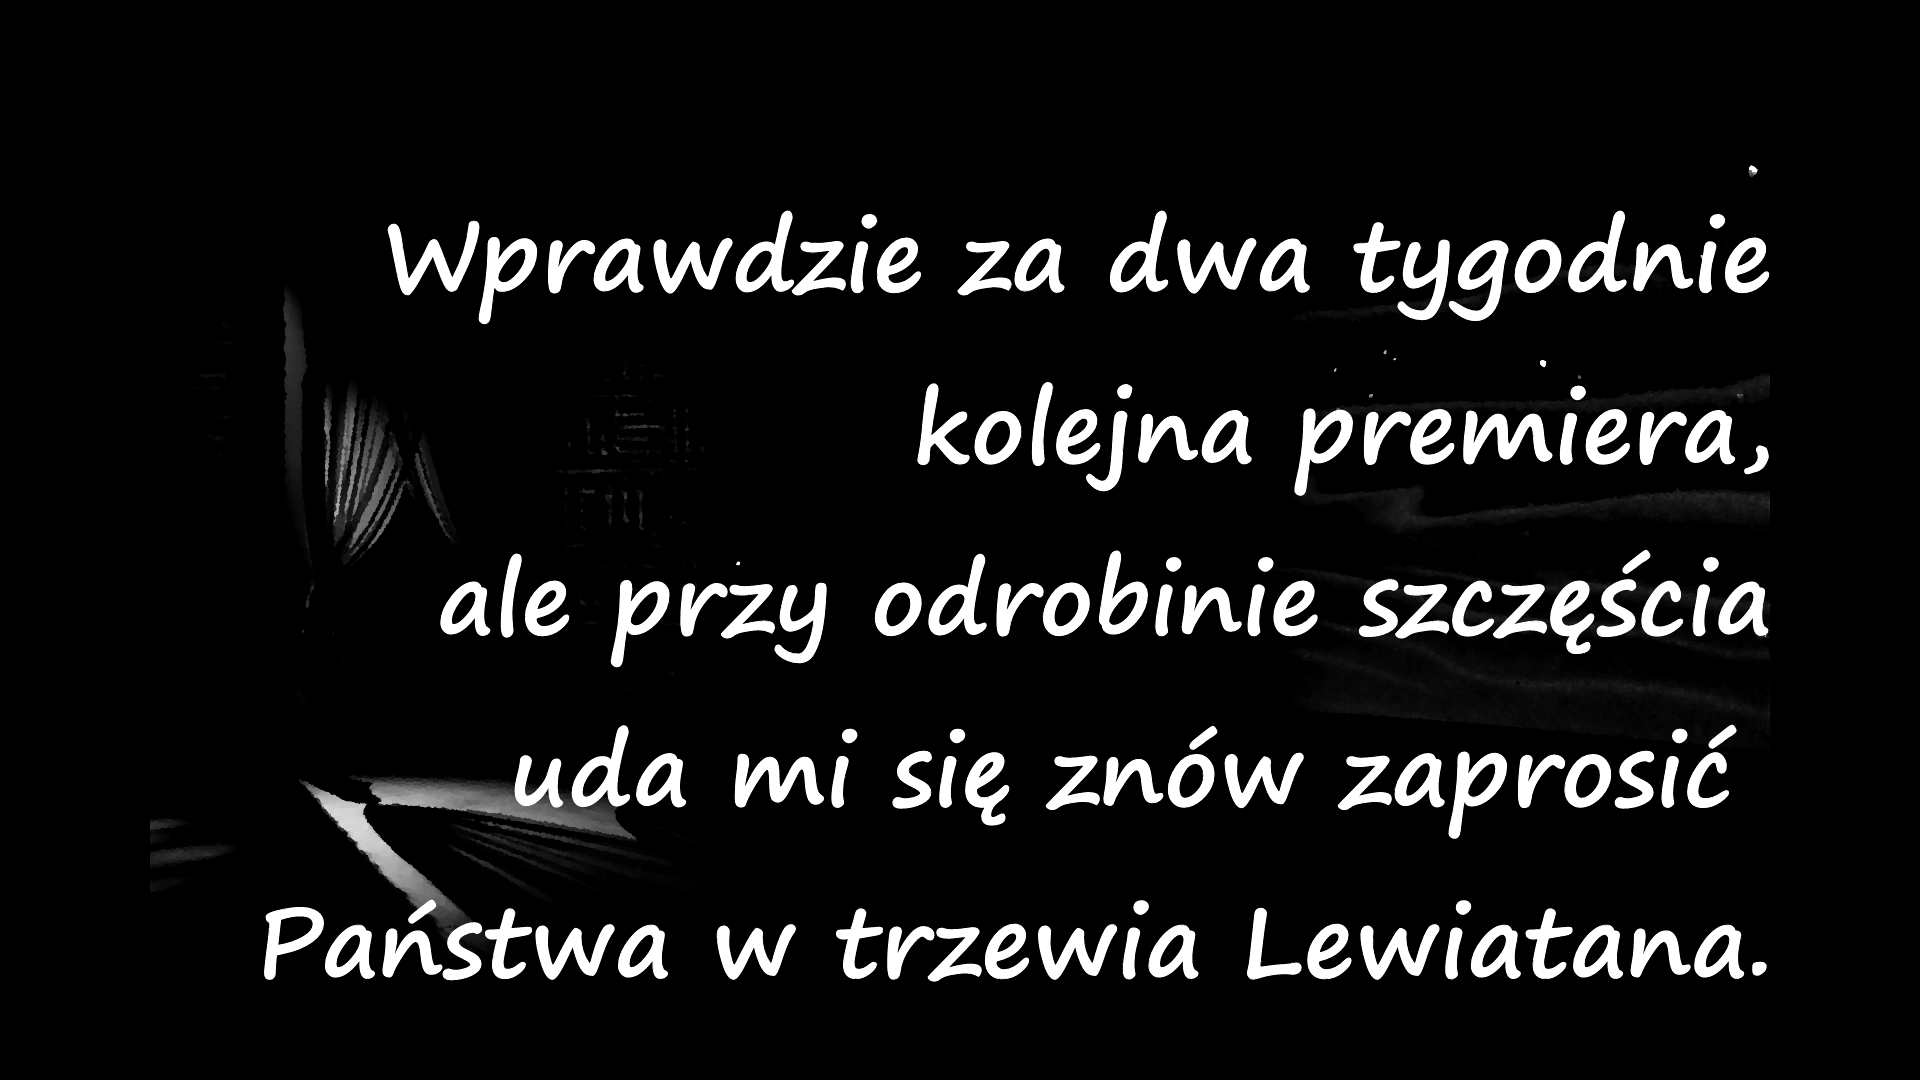 Wprawdzie za dwa tygodnie
kolejna premiera,
ale przy odrobinie szczęścia
uda mi się znów zaprosić
Państwa w trzewia Lewiatana.